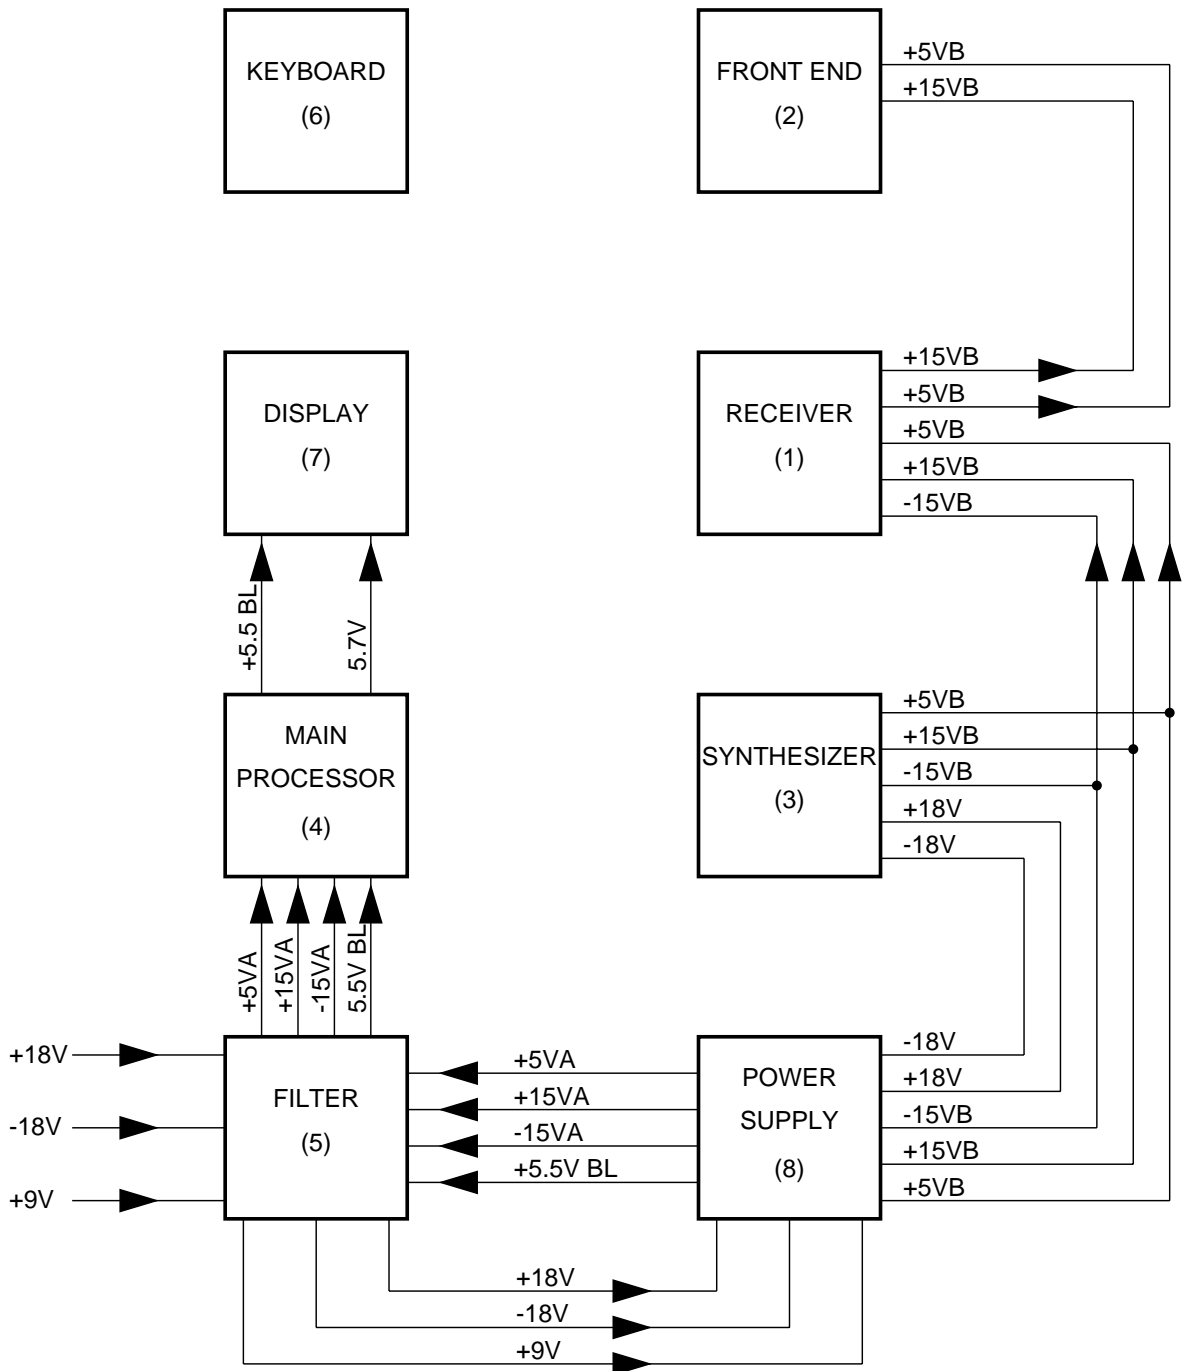 KEYBOARD
(6)
FRONT END
(2)
+5VB
+15VB
DISPLAY
(7)
RECEIVER
(1)
+15VB
+5VB
+5VB
+15VB
-15VB
+5.5 BL
5.7V
MAIN
PROCESSOR
(4)
SYNTHESIZER
(3)
+5VB
+15VB
-15VB
+18V
-18V
+5VA
+15VA
-15VA
5.5V BL
+18V
-18V
+9V
FILTER
(5)
+5VA
+15VA
-15VA
+5.5V BL
POWER
SUPPLY
(8)
-18V
+18V
-15VB
+15VB
+5VB
+18V
-18V
+9V